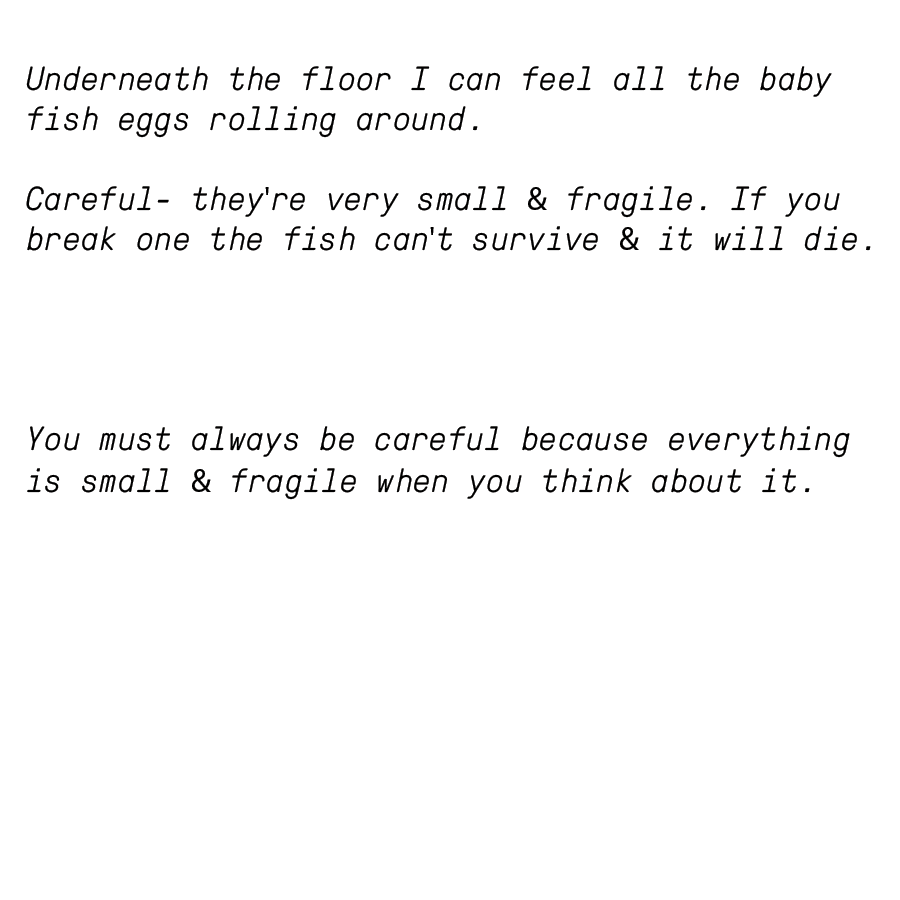 Underneath the floor I can feel all the baby
fish eggs rolling around.
Careful- they're very small & fragile. If you
break one the fish can't survive & it will die.
You must always be careful because everything
is small & fragile when you think about it.